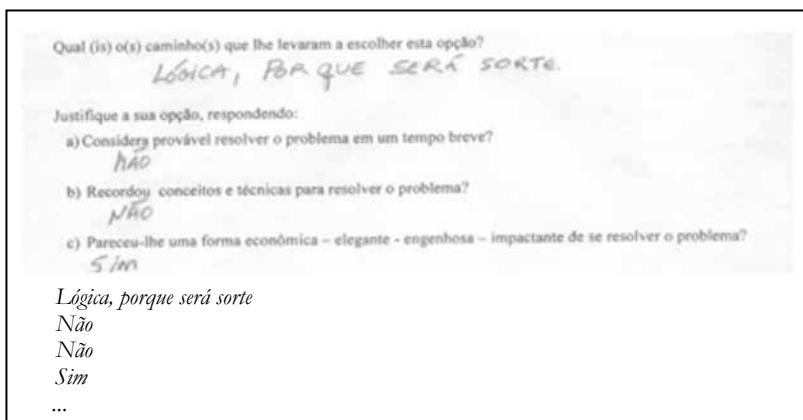 Qual (is) o(s) caminho(s) que lhe levaram a escolher esta opção?
LÓGICA, POR QUE SERÁ SORTE.
Justifique a sua opção, respondendo:
a) Considera provável resolver o problema em um tempo breve?
NÃO
b) Recordou conceitos e técnicas para resolver o problema?
NÃO
c) Pareceu-lhe uma forma econômica – elegante - engenhosa – impactante de se resolver o problema?
SIM
Lógica, porque será sorte
Não
Não
Sim
...